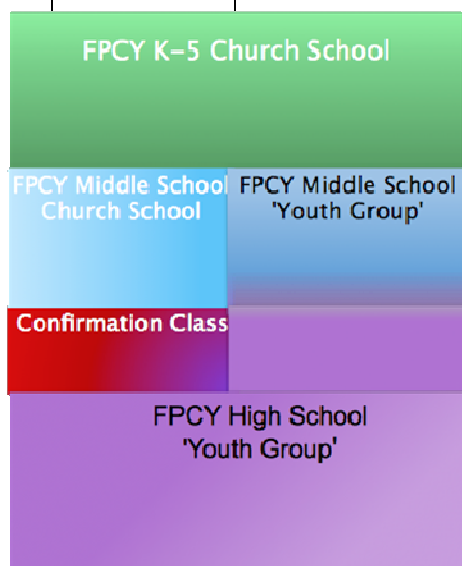 FPCY K-5 Church School
FPCY Middle School
Church School
FPCY Middle School
'Youth Group'
Confirmation Class
FPCY High School
'Youth Group'